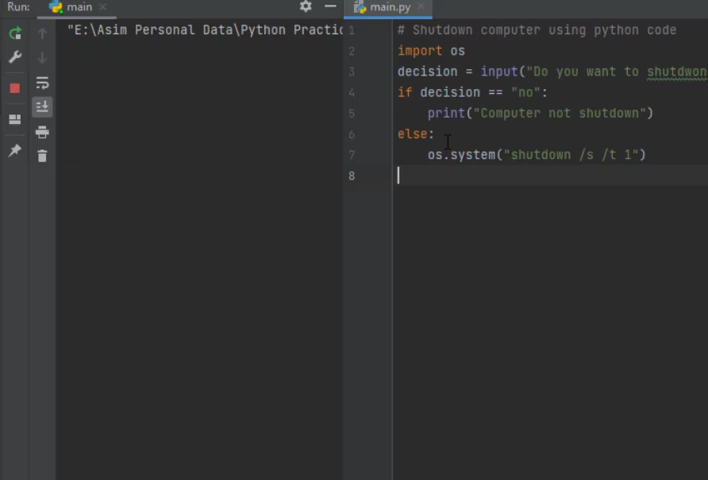 Run: main
main.py
"E:\Asim Personal Data\Python Practic
1 # Shutdown computer using python code
2 import os
3 decision = input("Do you want to shutdwon
4 if decision == "no":
5 print("Computer not shutdown")
6 else:
7 os.system("shutdown /s /t 1")
8